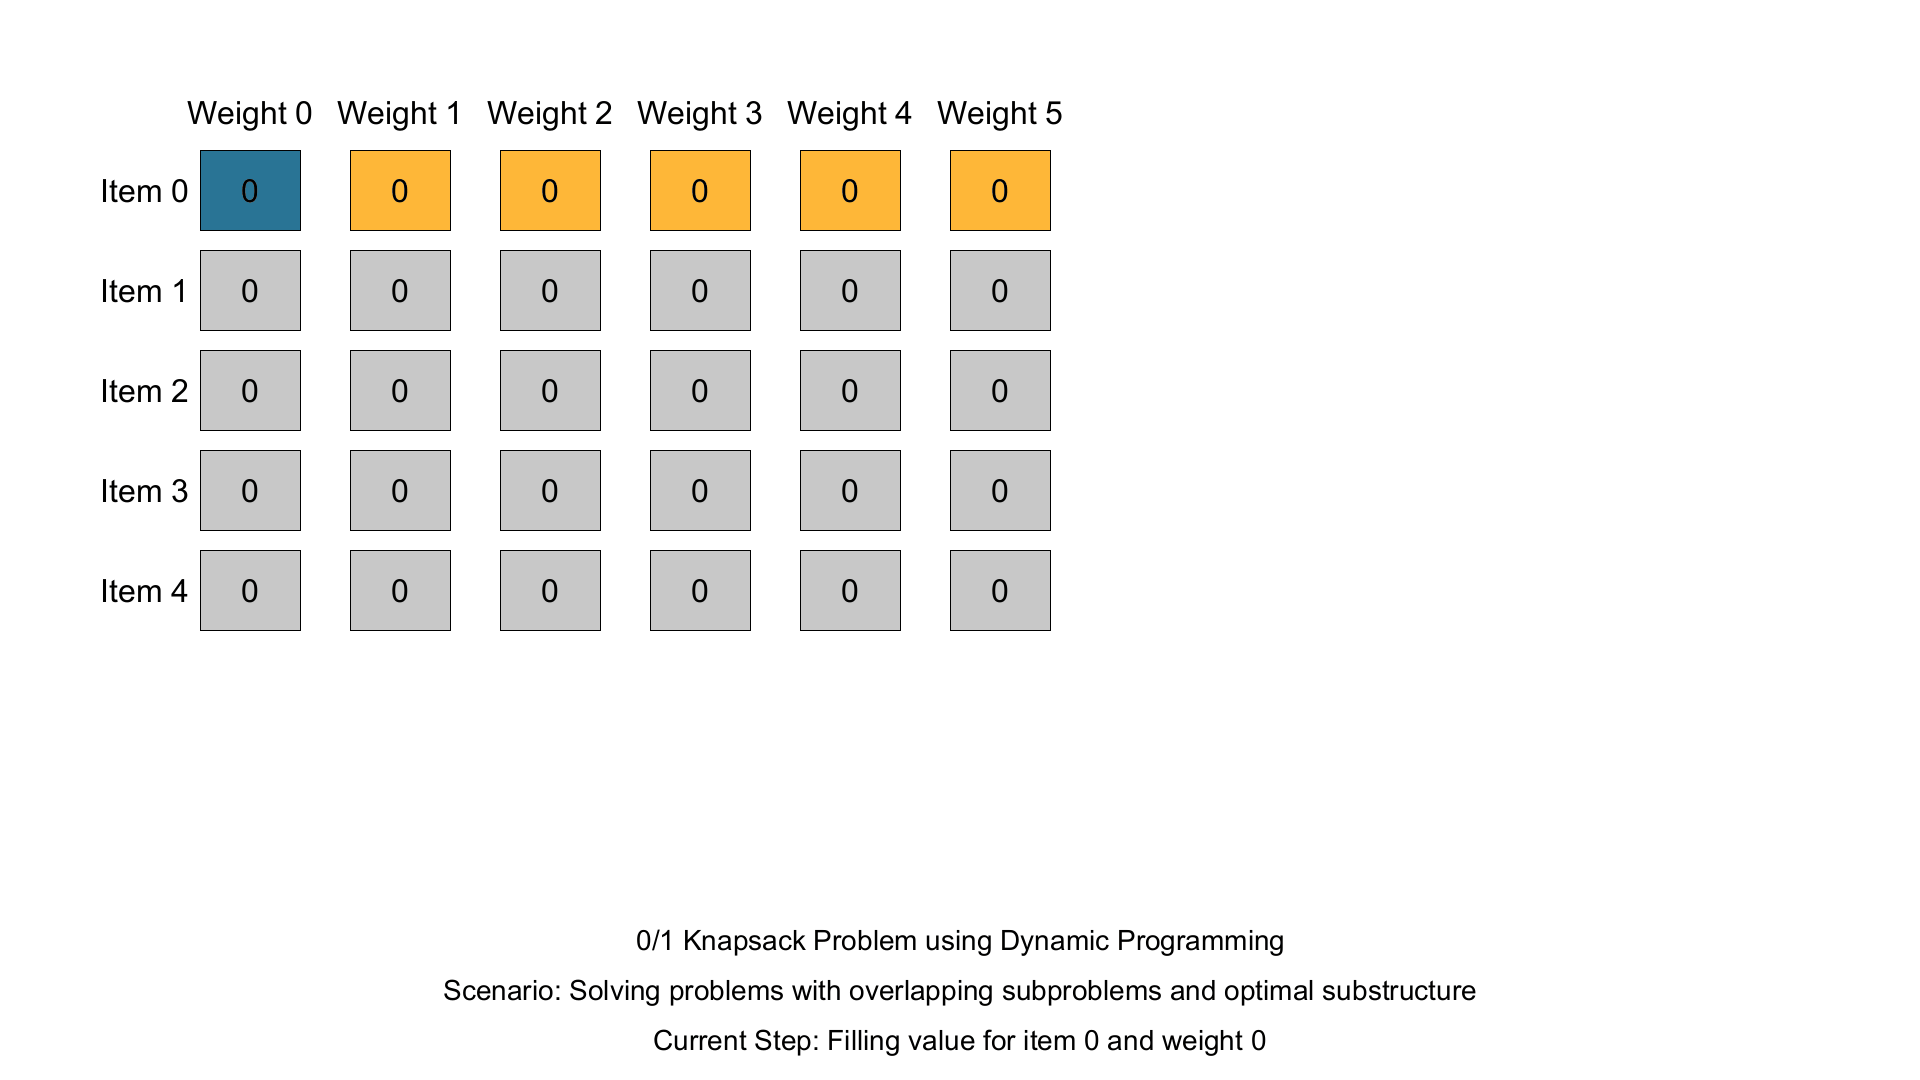 Weight 0 Weight 1 Weight 2 Weight 3 Weight 4 Weight 5
Item 0 0 0 0 0 0 0
Item 1 0 0 0 0 0 0
Item 2 0 0 0 0 0 0
Item 3 0 0 0 0 0 0
Item 4 0 0 0 0 0 0
0/1 Knapsack Problem using Dynamic Programming
Scenario: Solving problems with overlapping subproblems and optimal substructure
Current Step: Filling value for item 0 and weight 0